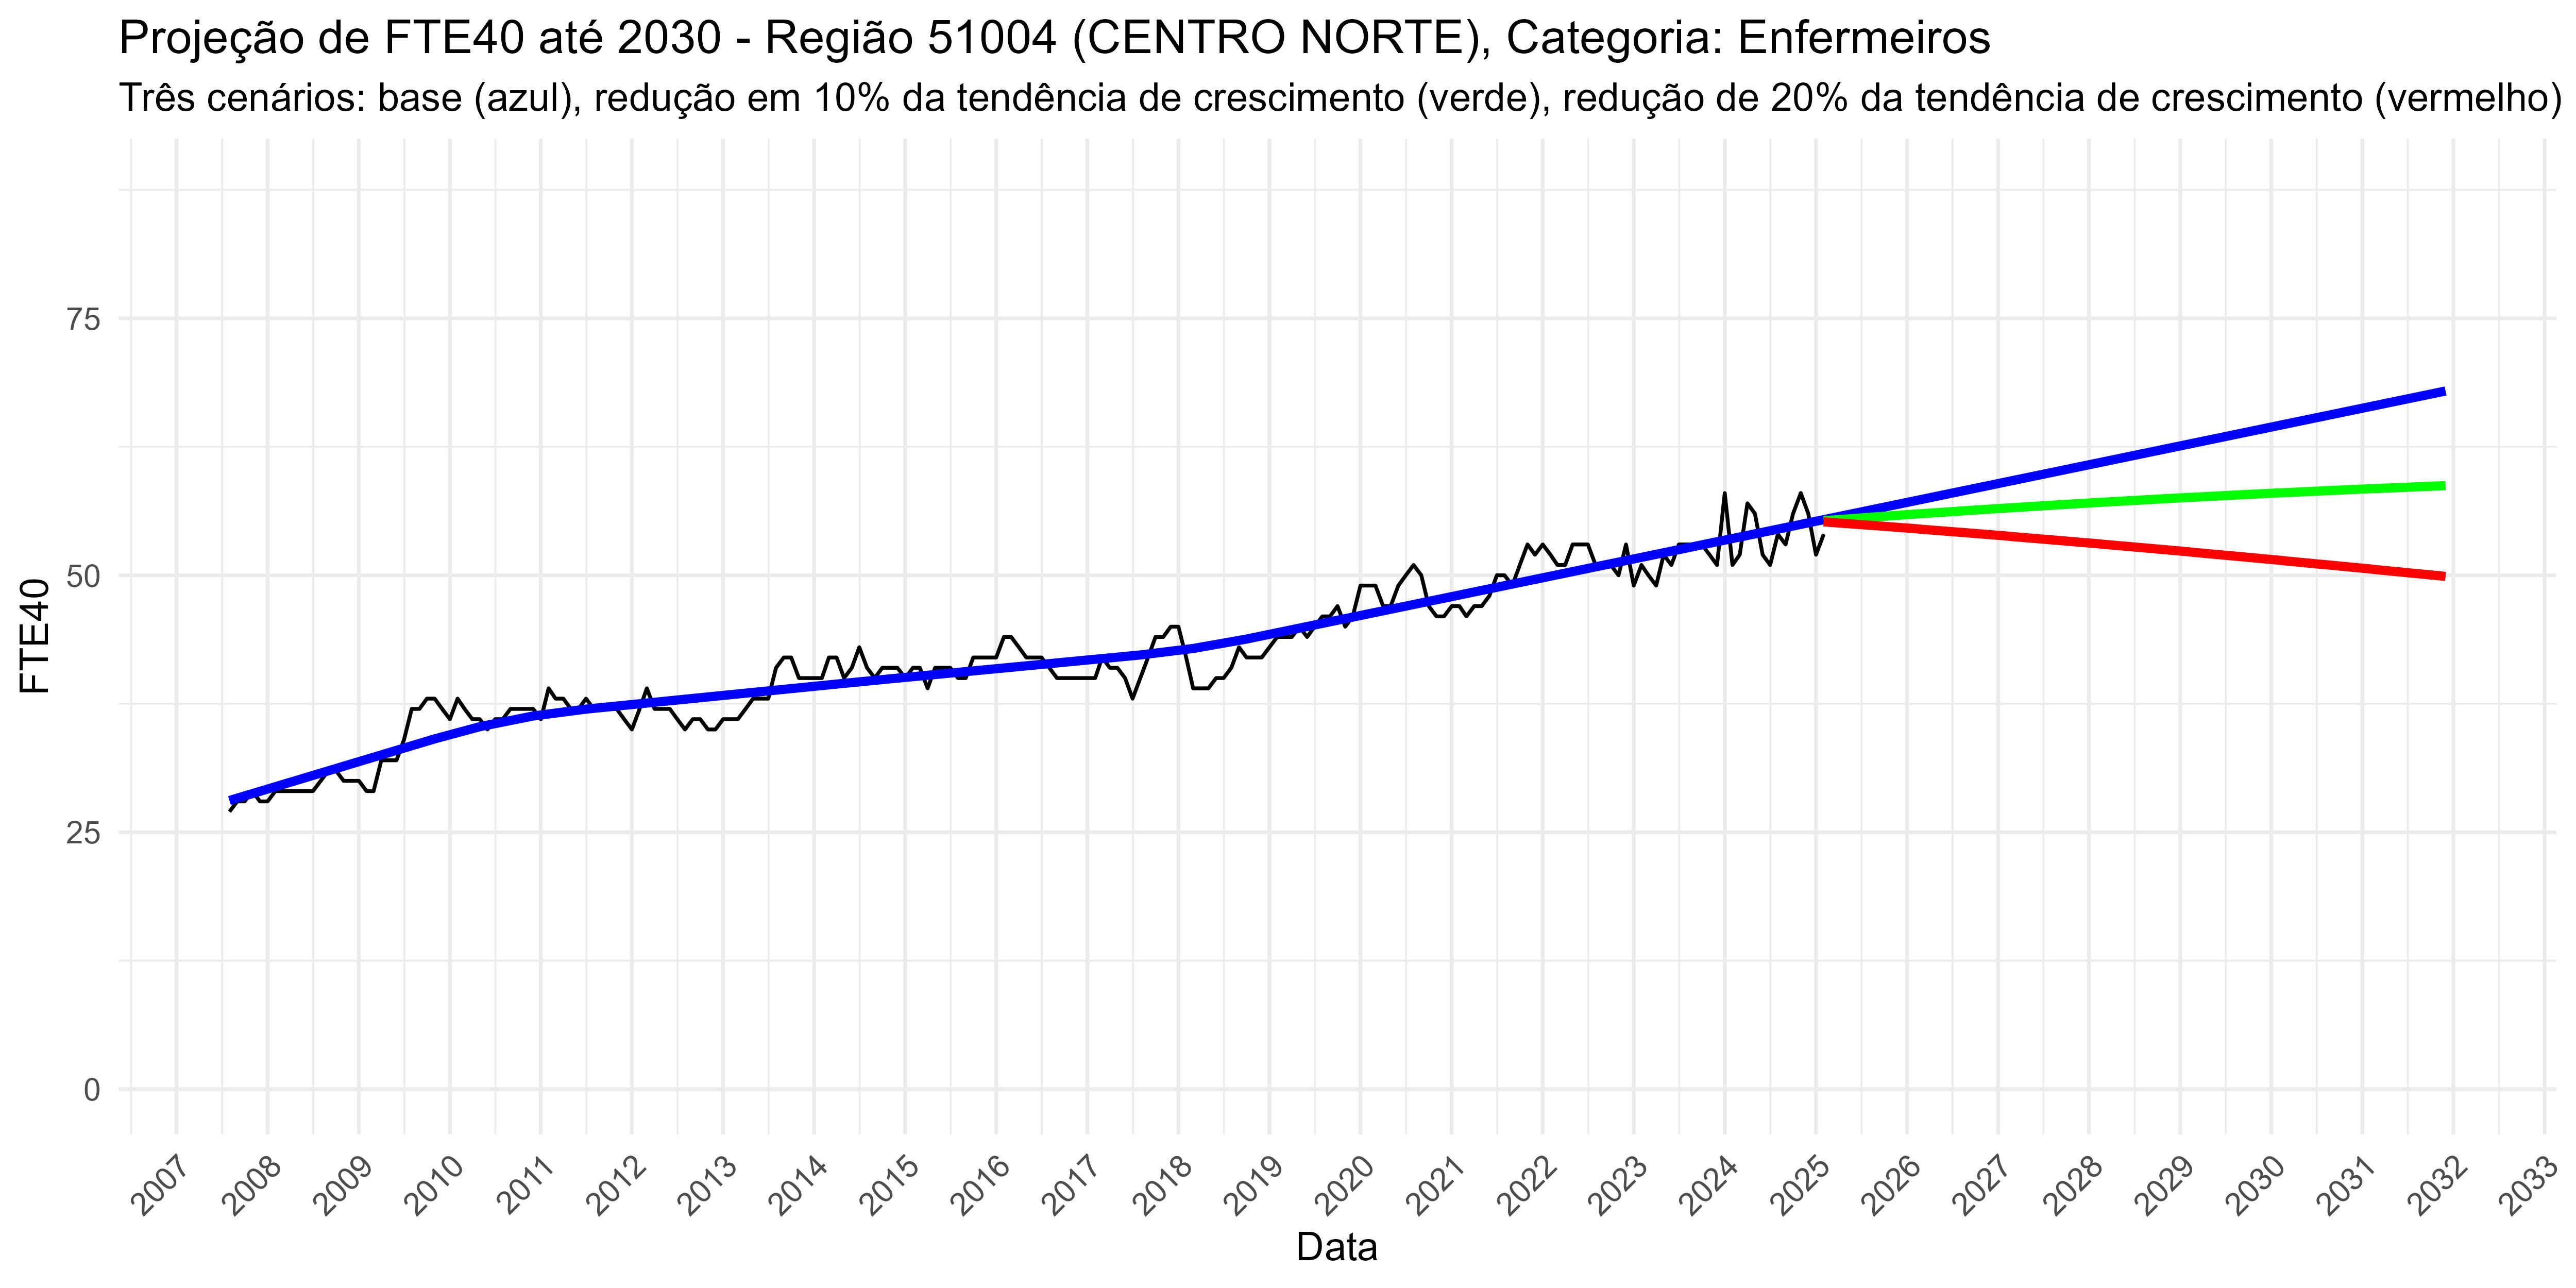 Projeção de FTE40 até 2030 - Região 51004 (CENTRO NORTE), Categoria: Enfermeiros
Três cenários: base (azul), redução em 10% da tendência de crescimento (verde), redução de 20% da tendência de crescimento (vermelho)
FTE40
75
50
25
0
2007 2008 2009 2010 2011 2012 2013 2014 2015 2016 2017 2018 2019 2020 2021 2022 2023 2024 2025 2026 2027 2028 2029 2030 2031 2032 2033
Data